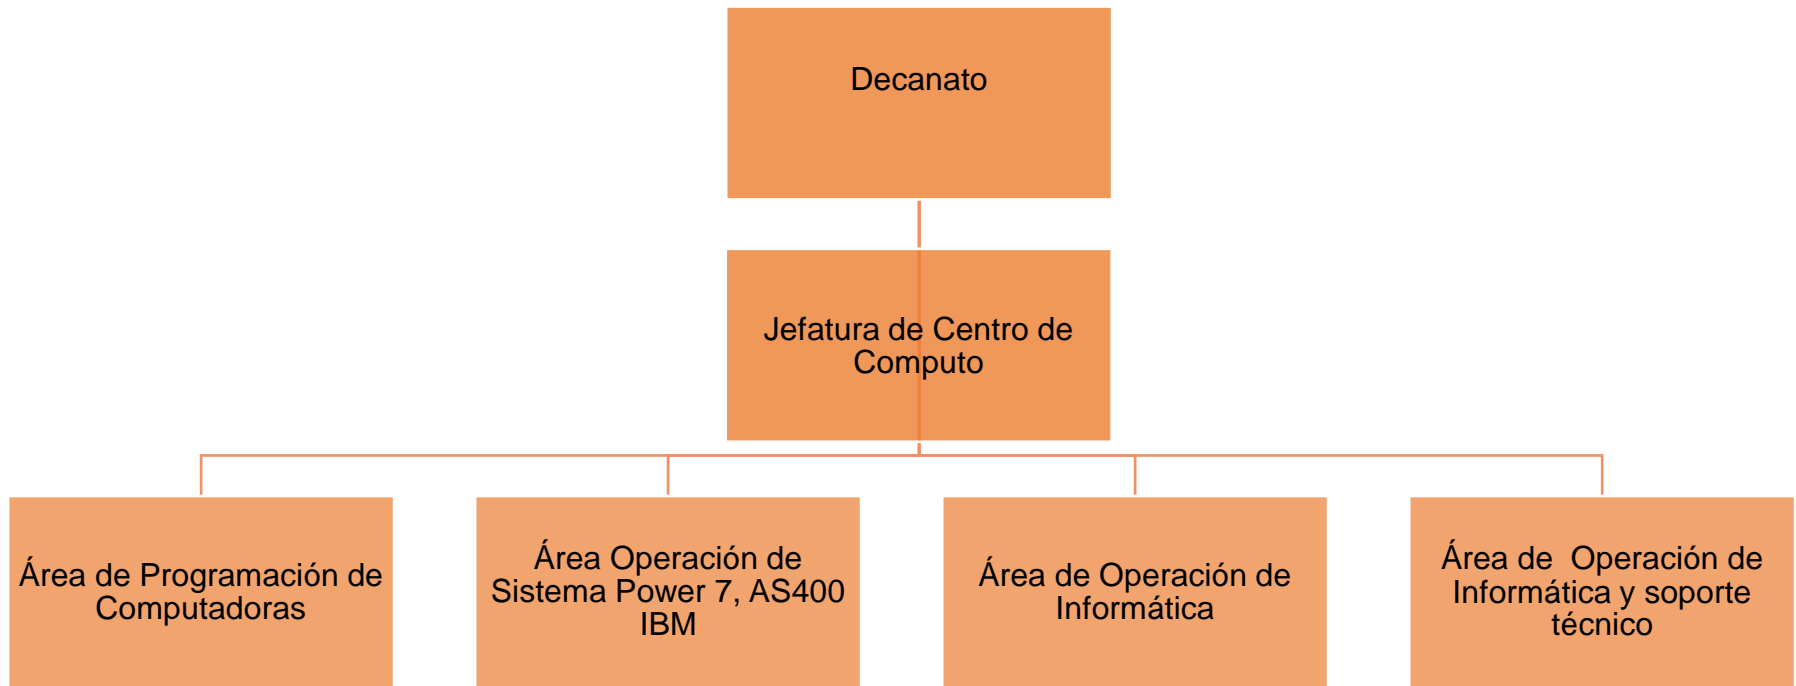 Decanato
Jefatura de Centro de
Computo
Área de Programación de
Computadoras
Área Operación de
Sistema Power 7, AS400
IBM
Área de Operación de
Informática
Área de  Operación de
Informática y soporte
técnico